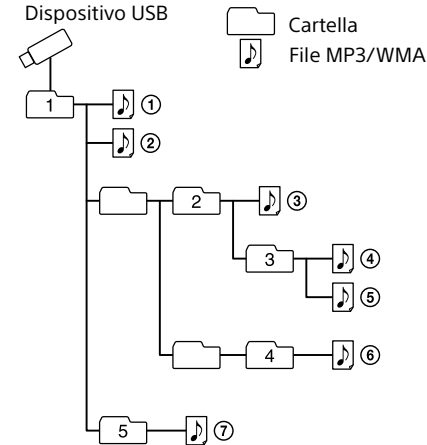 Dispositivo USB
Cartella
File MP3/WMA
1 ①
②
2 ③
3 ④
⑤
4 ⑥
5 ⑦